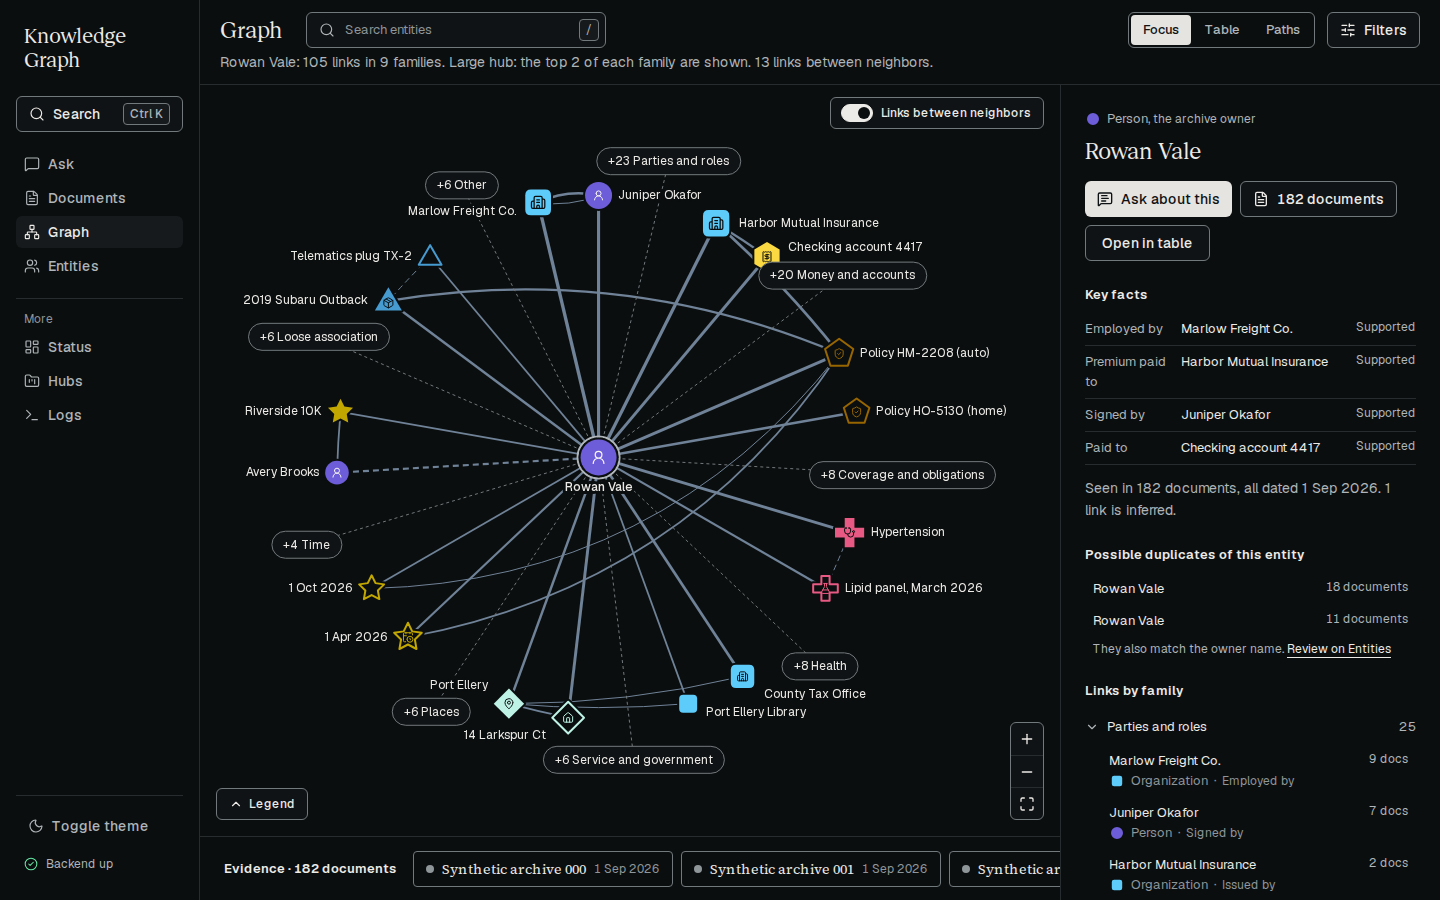 Knowledge
Graph
Search
Ctrl K
Ask
Documents
Graph
Entities
More
Status
Hubs
Logs
Toggle theme
Backend up
Graph
Search entities
/
Focus
Table
Paths
Filters
Rowan Vale: 105 links in 9 families. Large hub: the top 2 of each family are shown. 13 links between neighbors.
Links between neighbors
+23 Parties and roles
+6 Other
Juniper Okafor
Marlow Freight Co.
Harbor Mutual Insurance
Checking account 4417
Telematics plug TX-2
+20 Money and accounts
2019 Subaru Outback
+6 Loose association
Policy HM-2208 (auto)
Riverside 10K
Policy HO-5130 (home)
Avery Brooks
+8 Coverage and obligations
Rowan Vale
Hypertension
+4 Time
1 Oct 2026
Lipid panel, March 2026
1 Apr 2026
+8 Health
Port Ellery
County Tax Office
+6 Places
Port Ellery Library
14 Larkspur Ct
+6 Service and government
Legend
Evidence · 182 documents
Synthetic archive 000 1 Sep 2026
Synthetic archive 001 1 Sep 2026
Synthetic ar
Person, the archive owner
Rowan Vale
Ask about this
182 documents
Open in table
Key facts
Employed by Marlow Freight Co. Supported
Premium paid Harbor Mutual Insurance Supported
to
Signed by Juniper Okafor Supported
Paid to Checking account 4417 Supported
Seen in 182 documents, all dated 1 Sep 2026. 1
link is inferred.
Possible duplicates of this entity
Rowan Vale 18 documents
Rowan Vale 11 documents
They also match the owner name. Review on Entities
Links by family
Parties and roles 25
Marlow Freight Co. 9 docs
Organization · Employed by
Juniper Okafor 7 docs
Person · Signed by
Harbor Mutual Insurance 2 docs
Organization · Issued by